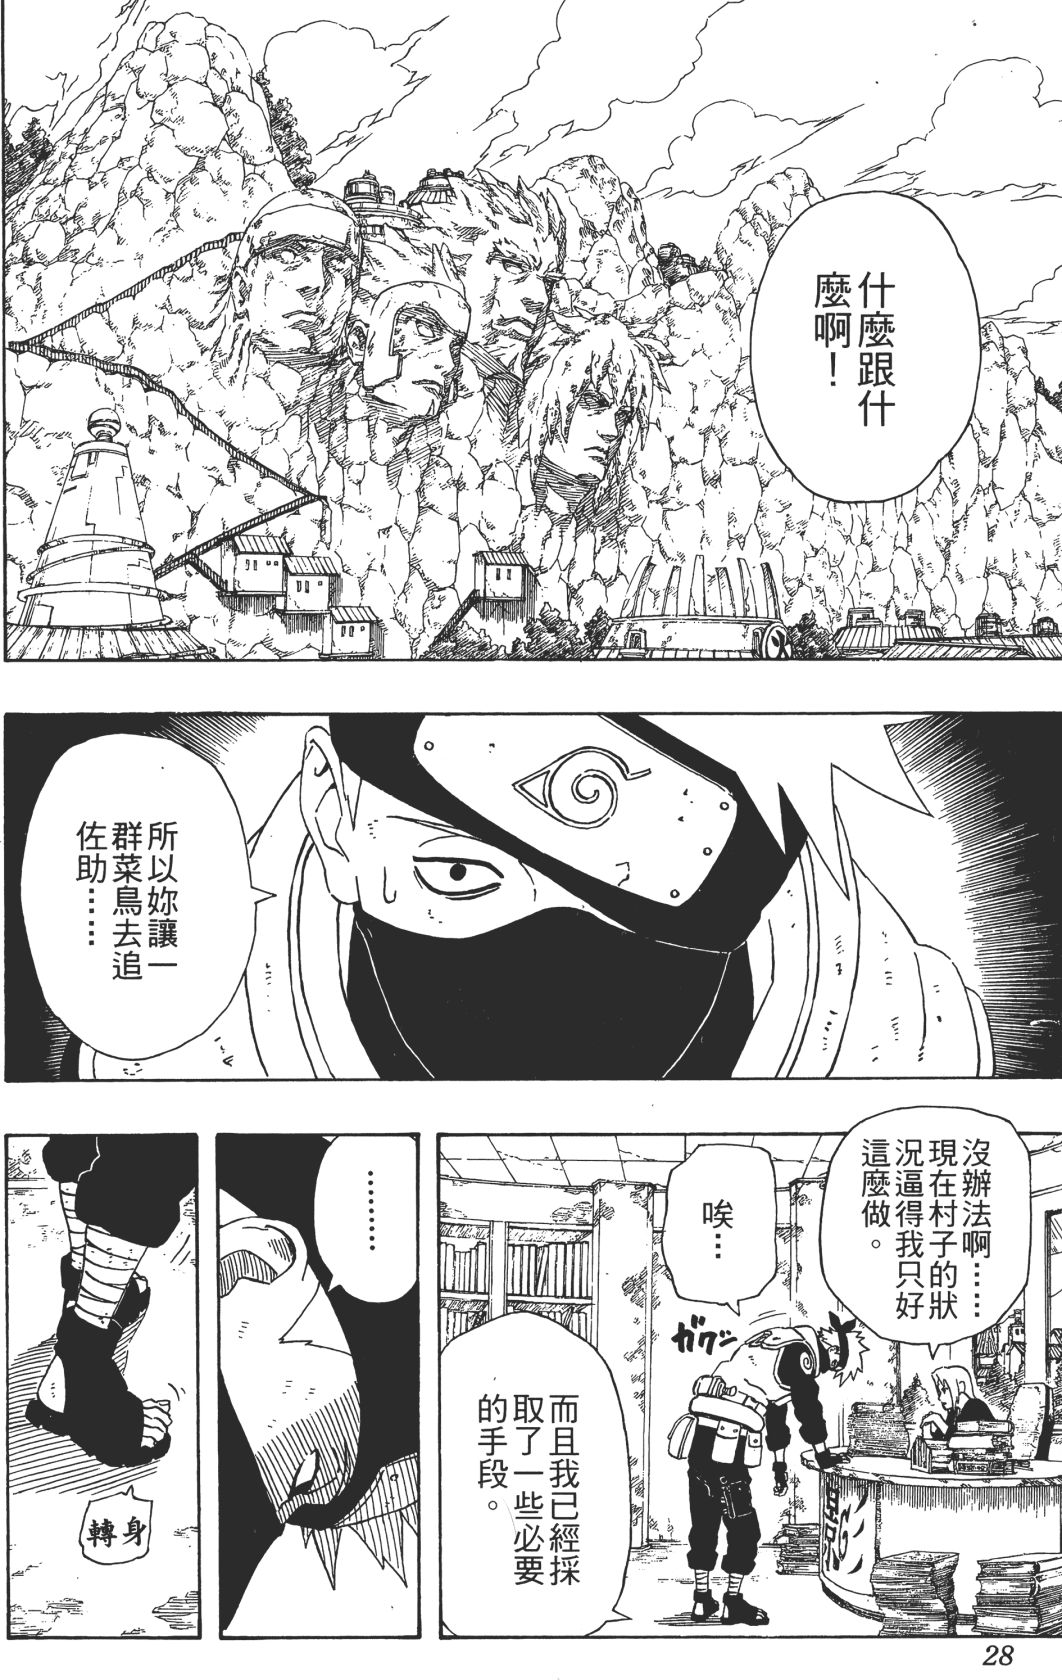 什麼跟什
麼啊！
所以妳讓一
群菜鳥去追
佐助……
沒辦法啊……
現在村子的狀
況逼得我只好
這麼做。
唉…
ガクン
而且我已經採
取了一些必要
的手段。
………
轉身
28